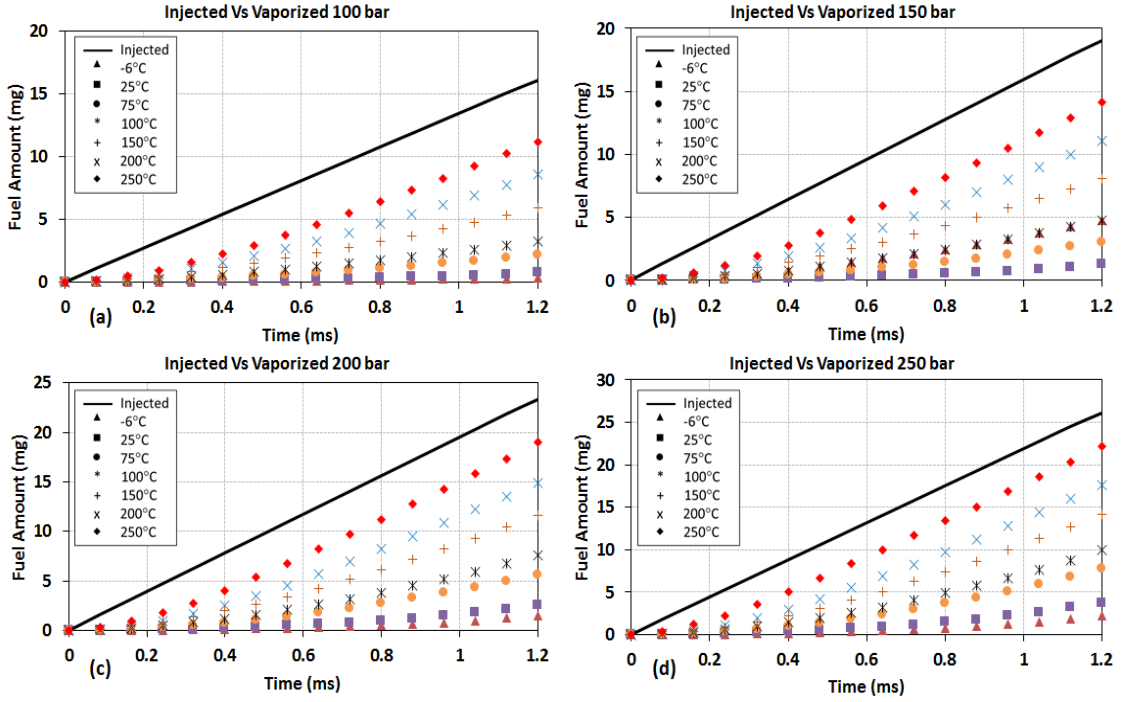 Injected Vs Vaporized 100 bar
Fuel Amount (mg)
20
15
10
5
0
Injected
-6°C
25°C
75°C
100°C
150°C
200°C
250°C
0 0.2 0.4 0.6 0.8 1 1.2
(a)
Time (ms)
Injected Vs Vaporized 150 bar
Fuel Amount (mg)
20
15
10
5
0
Injected
-6°C
25°C
75°C
100°C
150°C
200°C
250°C
0 0.2 0.4 0.6 0.8 1 1.2
(b)
Time (ms)
Injected Vs Vaporized 200 bar
Fuel Amount (mg)
25
20
15
10
5
0
Injected
-6°C
25°C
75°C
100°C
150°C
200°C
250°C
0 0.2 0.4 0.6 0.8 1 1.2
(c)
Time (ms)
Injected Vs Vaporized 250 bar
Fuel Amount (mg)
30
25
20
15
10
5
0
Injected
-6°C
25°C
75°C
100°C
150°C
200°C
250°C
0 0.2 0.4 0.6 0.8 1 1.2
(d)
Time (ms)